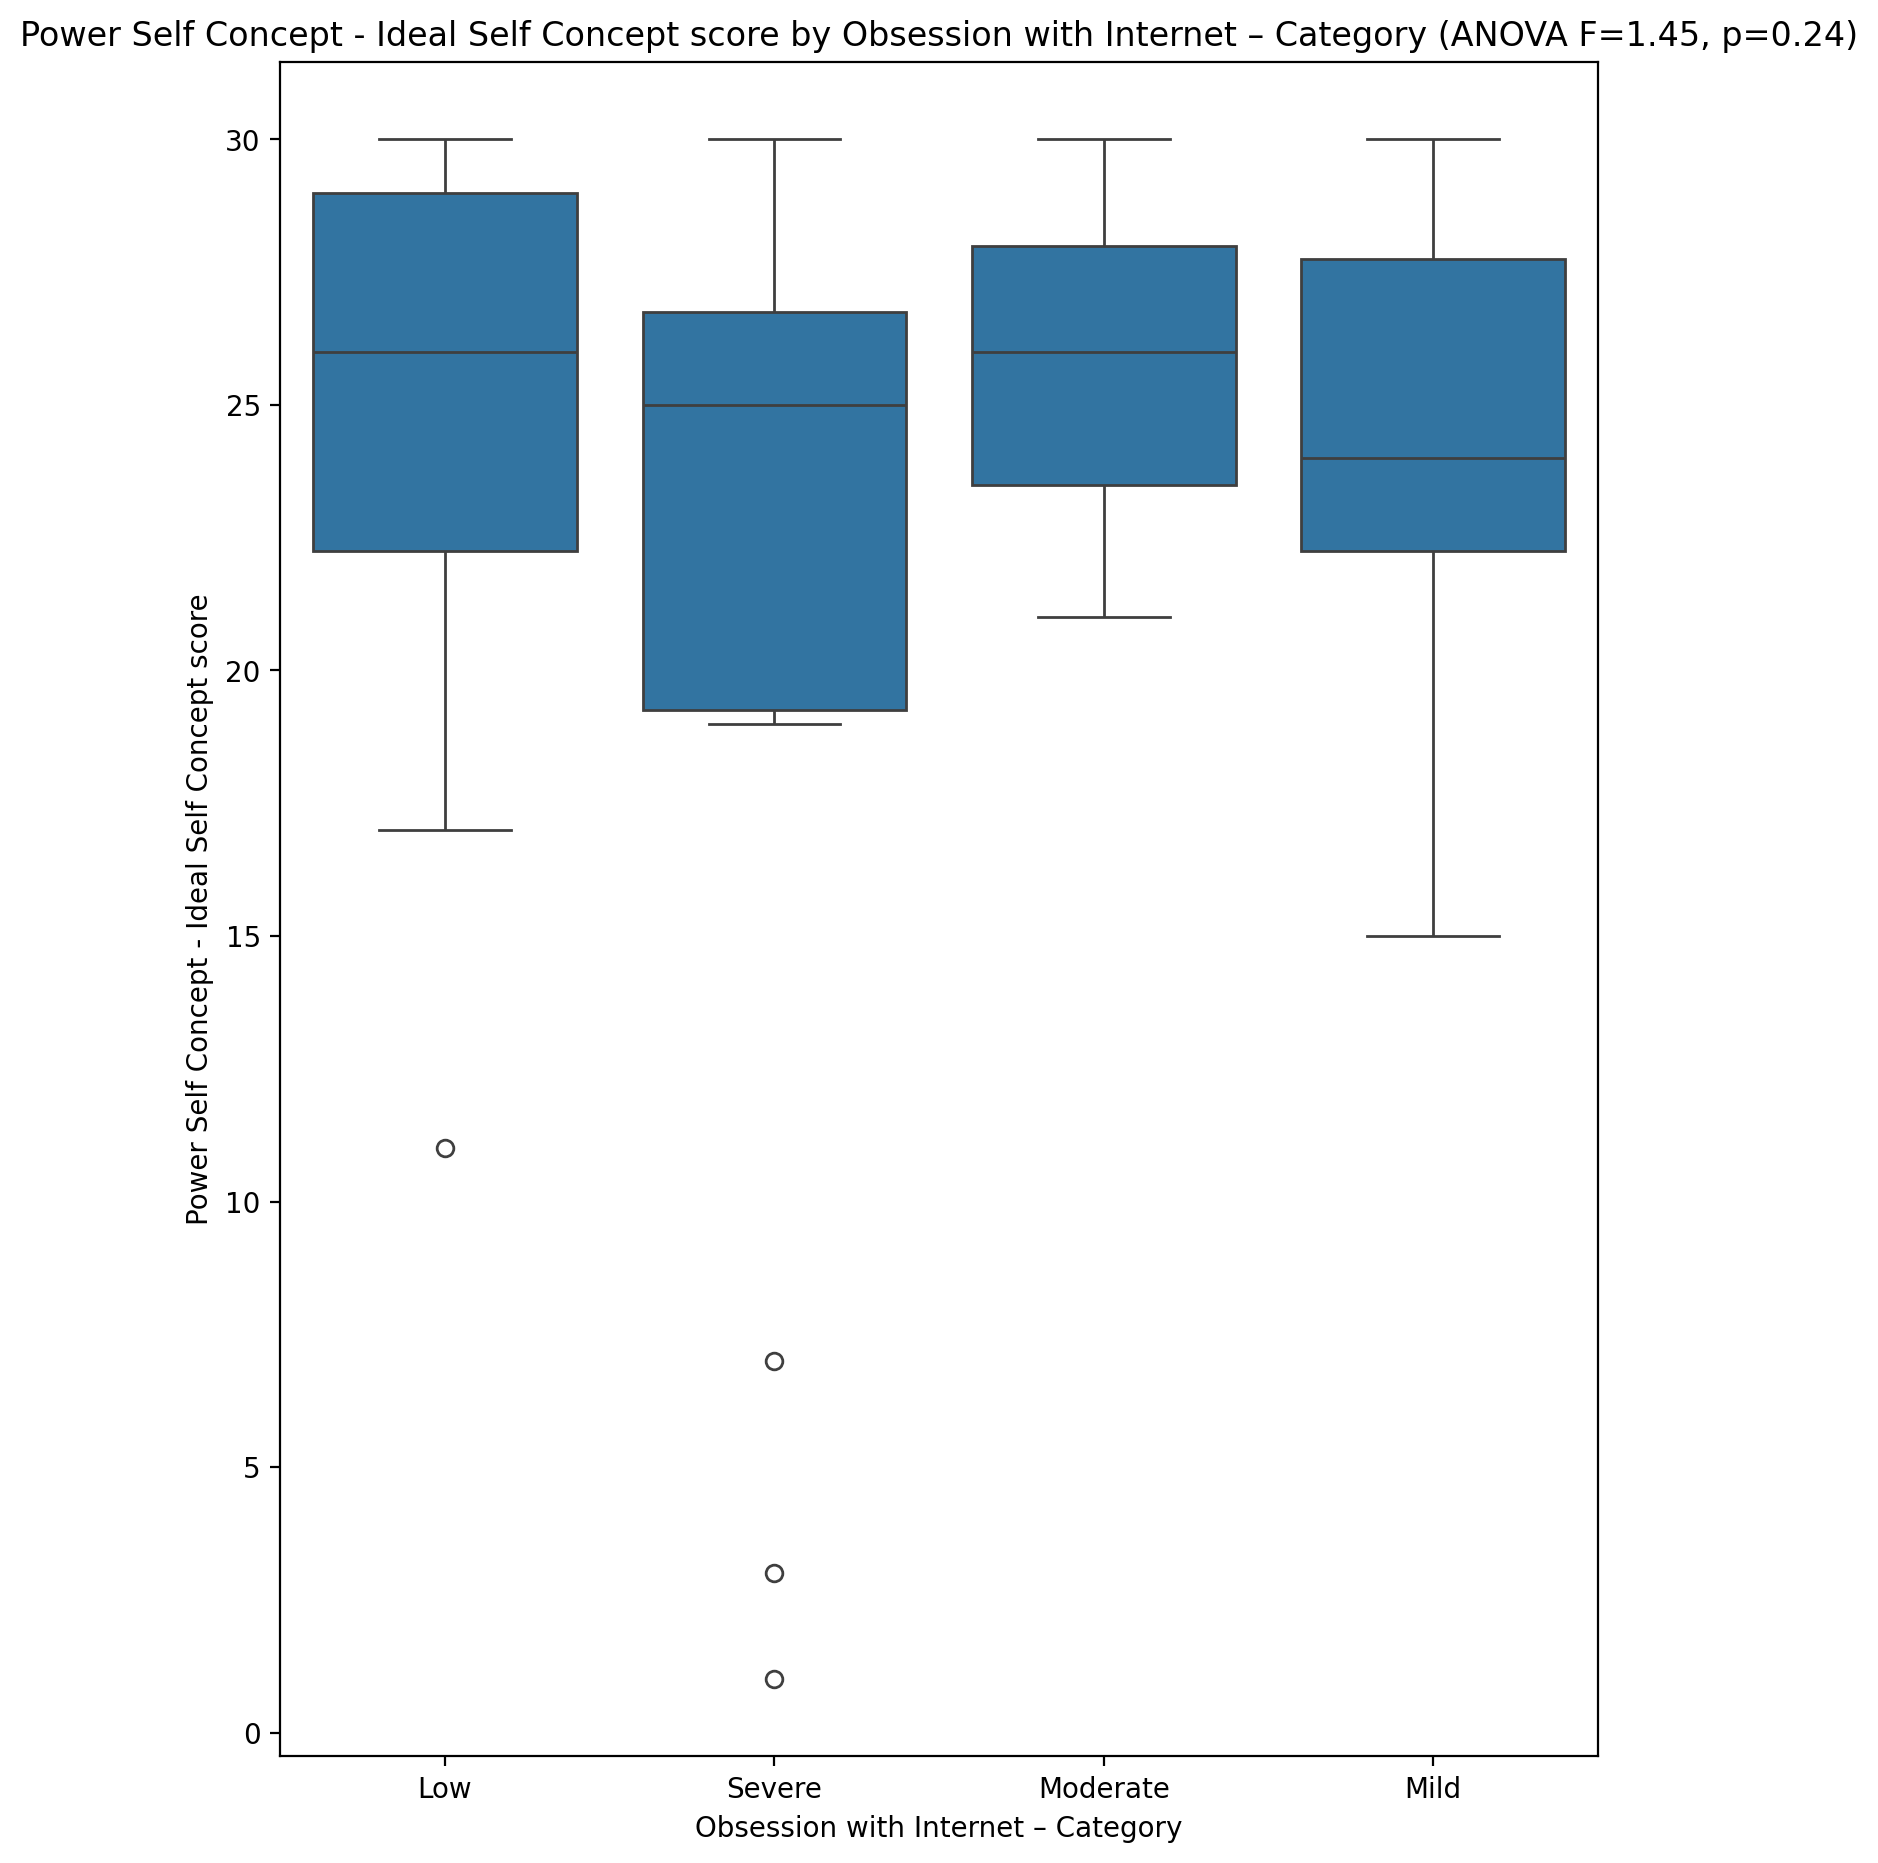 Power Self Concept - Ideal Self Concept score by Obsession with Internet – Category (ANOVA F=1.45, p=0.24)
Power Self Concept - Ideal Self Concept score
30
25
20
15
10
5
0
Low Severe Moderate Mild
Obsession with Internet – Category